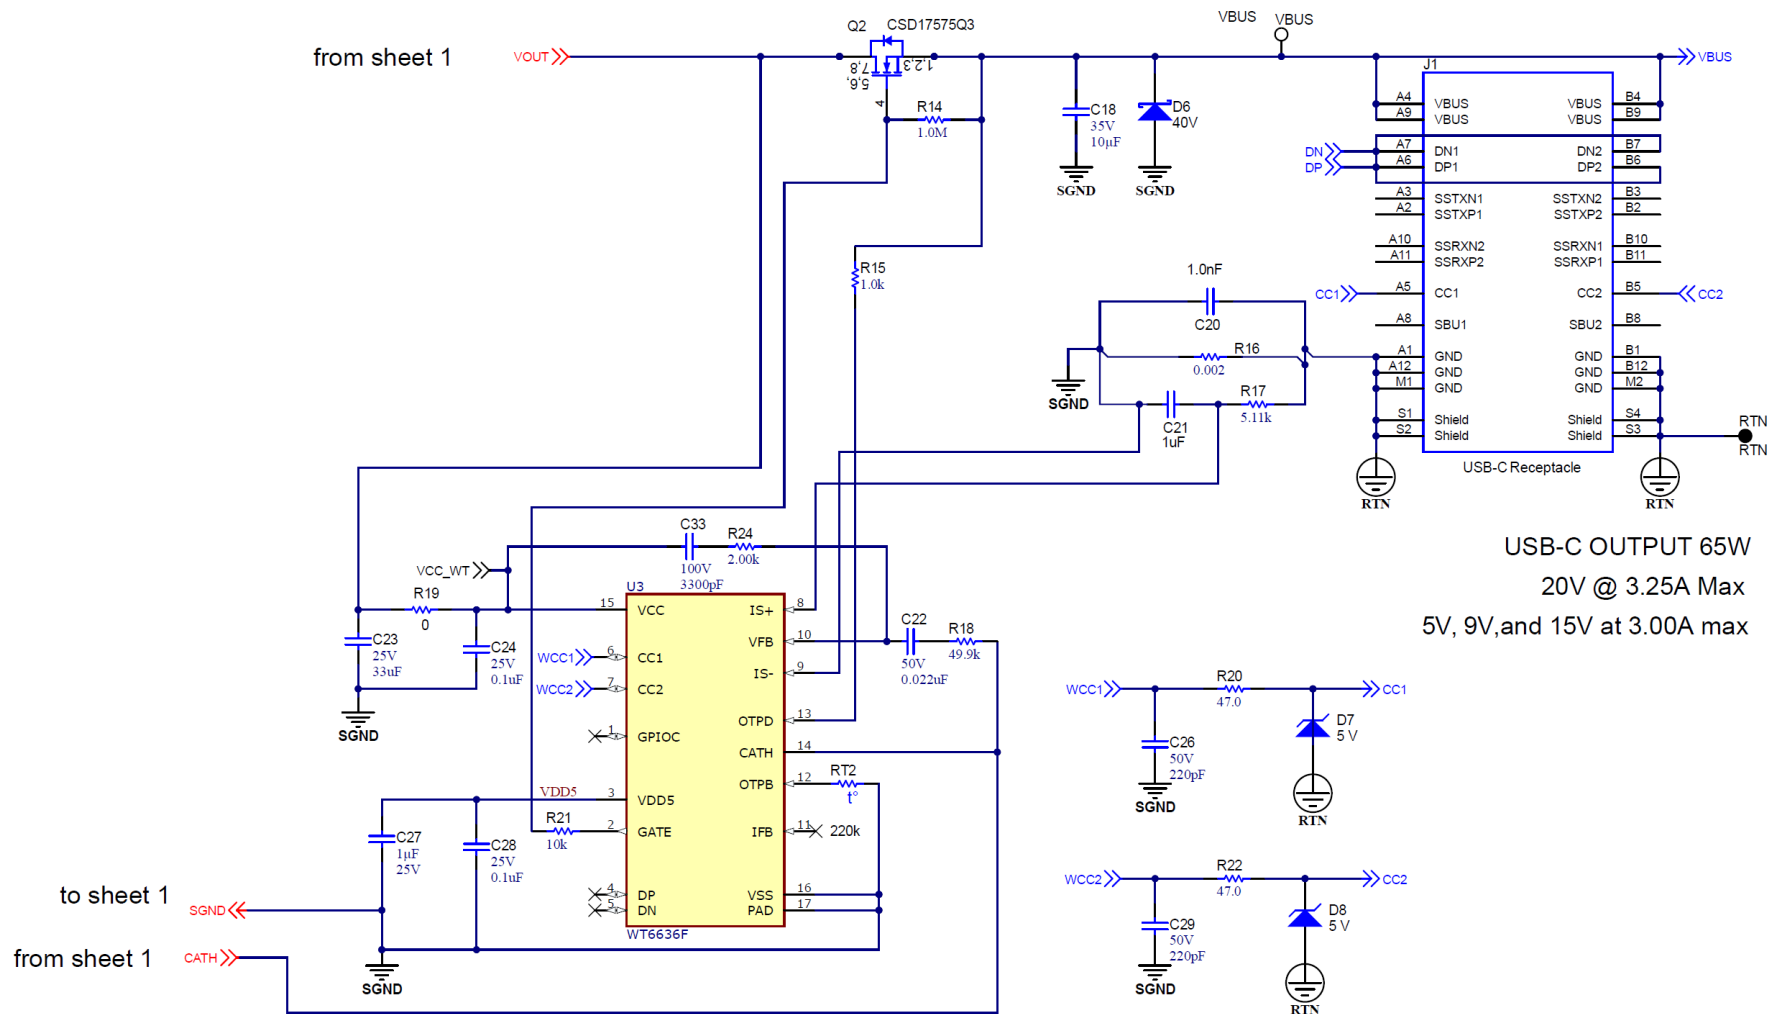 from sheet 1
VOUT
Q2
CSD17575Q3
7,8
5,6,
1,2,3
4
R14
1.0M
VBUS
VBUS
VBUS
C18
35V
10µF
SGND
D6
40V
SGND
J1
A4 VBUS VBUS B4
A9 VBUS VBUS B9
DN A7 DN1 DN2 B7
DP A6 DP1 DP2 B6
A3 SSTXN1 SSTXN2 B3
A2 SSTXP1 SSTXP2 B2
A10 SSRXN2 SSRXN1 B10
A11 SSRXP2 SSRXP1 B11
CC1 A5 CC1 CC2 B5 CC2
A8 SBU1 SBU2 B8
A1 GND GND B1
A12 GND GND B12
M1 GND GND M2
S1 Shield Shield S4
S2 Shield Shield S3
USB-C Receptacle
RTN
RTN
RTN
RTN
R15
1.0k
1.0nF
C20
R16
0.002
R17
5.11k
C21
1uF
SGND
USB-C OUTPUT 65W
20V @ 3.25A Max
5V, 9V,and 15V at 3.00A max
C33
100V
3300pF
R24
2.00k
VCC_WT
R19
0
C23
25V
33uF
C24
25V
0.1uF
SGND
U3
15 VCC IS+ 8
VFB 10
WCC1 6 CC1
IS- 9
WCC2 7 CC2
OTPD 13
1 GPIOC
CATH 14
OTPB 12
VDD5 3 VDD5
2 GATE IFB 11
4 DP VSS 16
5 DN PAD 17
WT6636F
C22
50V
0.022uF
R18
49.9k
RT2
t°
220k
R21
10k
C27
1µF
25V
C28
25V
0.1uF
to sheet 1
SGND
from sheet 1
CATH
SGND
WCC1
R20
47.0
CC1
C26
50V
220pF
SGND
D7
5 V
RTN
WCC2
R22
47.0
CC2
C29
50V
220pF
SGND
D8
5 V
RTN